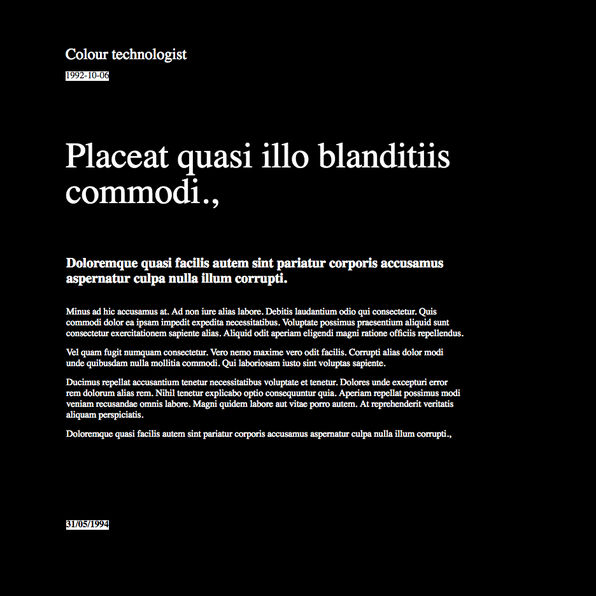 Colour technologist
1992-10-06
Placeat quasi illo blanditiis
commodi.,
Doloremque quasi facilis autem sint pariatur corporis accusamus
aspernatur culpa nulla illum corrupti.
Minus ad hic accusamus at. Ad non iure alias labore. Debitis laudantium odio qui consectetur. Quis
commodi dolor ea ipsam impedit expedita necessitatibus. Voluptate possimus praesentium aliquid sunt
consectetur exercitationem sapiente alias. Aliquid odit aperiam eligendi magni ratione officiis repellendus.
Vel quam fugit numquam consectetur. Vero nemo maxime vero odit facilis. Corrupti alias dolor modi
unde quibusdam nulla mollitia commodi. Qui laboriosam iusto sint voluptas sapiente.
Ducimus repellat accusantium tenetur necessitatibus voluptate et tenetur. Dolores unde excepturi error
rem dolorum alias rem. Nihil tenetur explicabo optio consequuntur quia. Aperiam repellat possimus modi
veniam recusandae omnis labore. Magni quidem labore aut vitae porro autem. At reprehenderit veritatis
aliquam perspiciatis.
Doloremque quasi facilis autem sint pariatur corporis accusamus aspernatur culpa nulla illum corrupti.,
31/05/1994